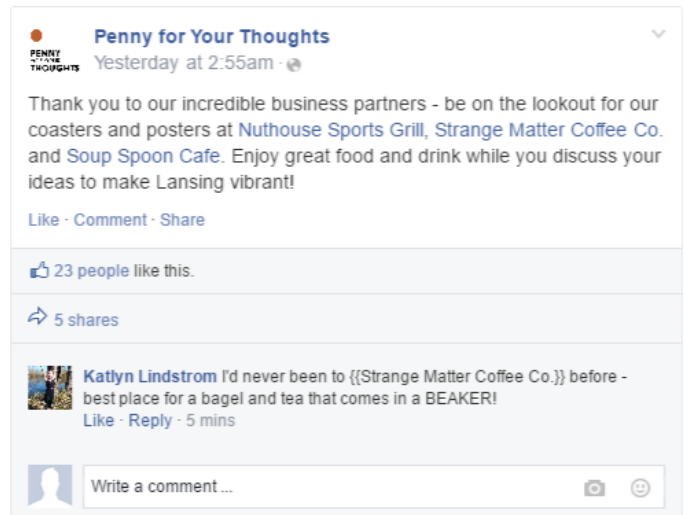 PENNY
THOUGHTS
Penny for Your Thoughts
Yesterday at 2:55am ·
Thank you to our incredible business partners - be on the lookout for our
coasters and posters at Nuthouse Sports Grill, Strange Matter Coffee Co.
and Soup Spoon Cafe. Enjoy great food and drink while you discuss your
ideas to make Lansing vibrant!
Like · Comment · Share
23 people like this.
5 shares
Katlyn Lindstrom I'd never been to {{Strange Matter Coffee Co.}} before -
best place for a bagel and tea that comes in a BEAKER!
Like · Reply · 5 mins
Write a comment ...